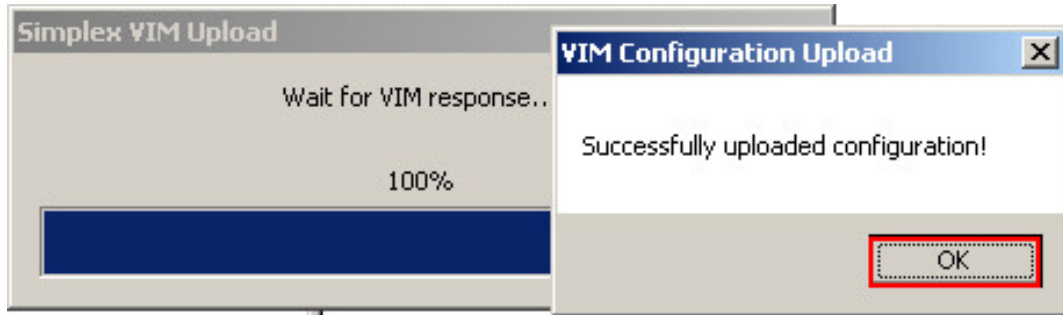 Simplex VIM Upload
Wait for VIM response..
100%
VIM Configuration Upload
Successfully uploaded configuration!
OK